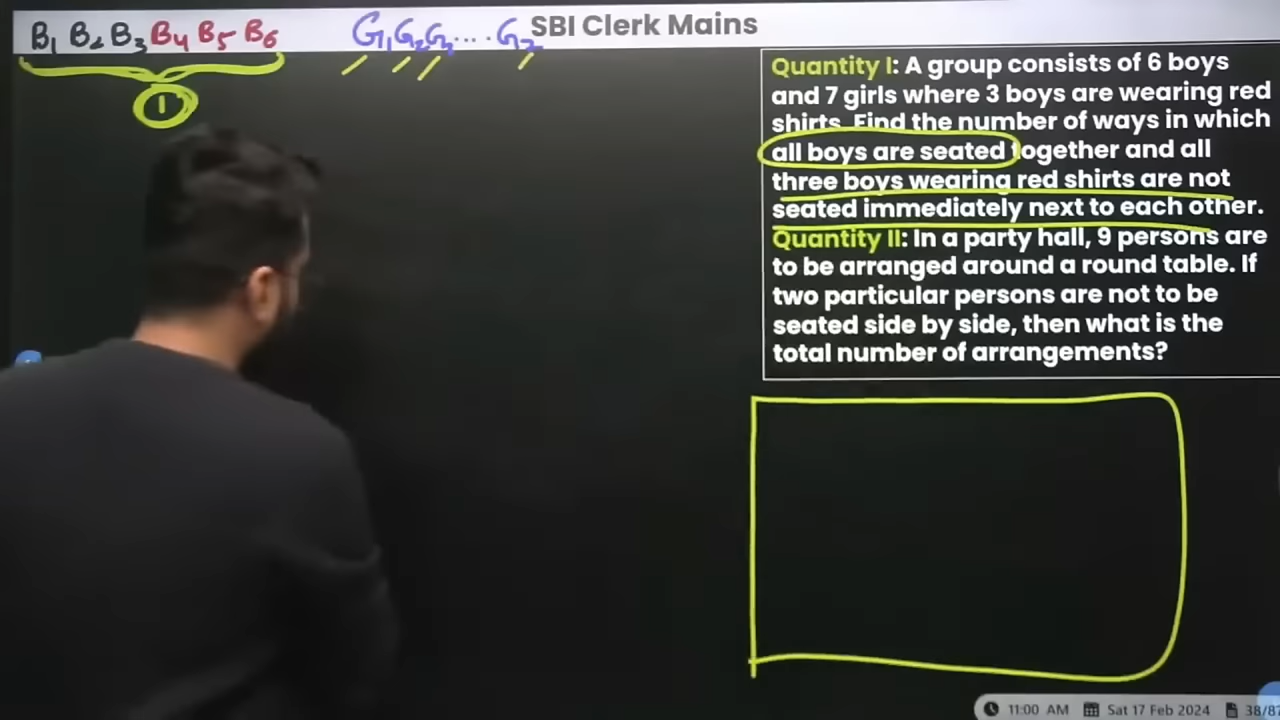 B1 B2 B3 B4 B5 B6
G1 G2 G3 .... G7
SBI Clerk Mains
1
Quantity I: A group consists of 6 boys
and 7 girls where 3 boys are wearing red
shirts. Find the number of ways in which
all boys are seated together and all
three boys wearing red shirts are not
seated immediately next to each other.
Quantity II: In a party hall, 9 persons are
to be arranged around a round table. If
two particular persons are not to be
seated side by side, then what is the
total number of arrangements?
11:00 AM Sat 17 Feb 2024 38/87